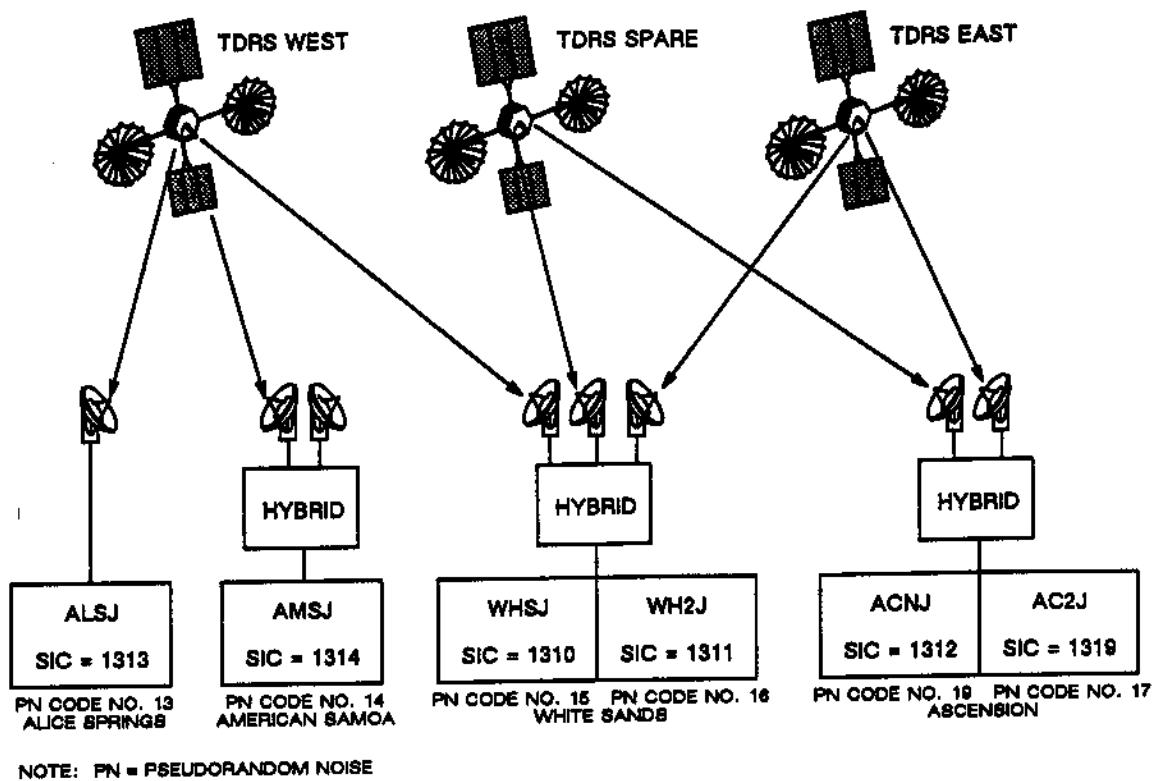 TDRS WEST
TDRS SPARE
TDRS EAST
HYBRID
HYBRID
HYBRID
ALSJ
SIC = 1313
AMSJ
SIC = 1314
WHSJ
SIC = 1310
WH2J
SIC = 1311
ACNJ
SIC = 1312
AC2J
SIC = 1319
PN CODE NO. 13
ALICE SPRINGS
PN CODE NO. 14
AMERICAN SAMOA
PN CODE NO. 15 PN CODE NO. 16
WHITE SANDS
PN CODE NO. 19 PN CODE NO. 17
ASCENSION
NOTE: PN = PSEUDORANDOM NOISE